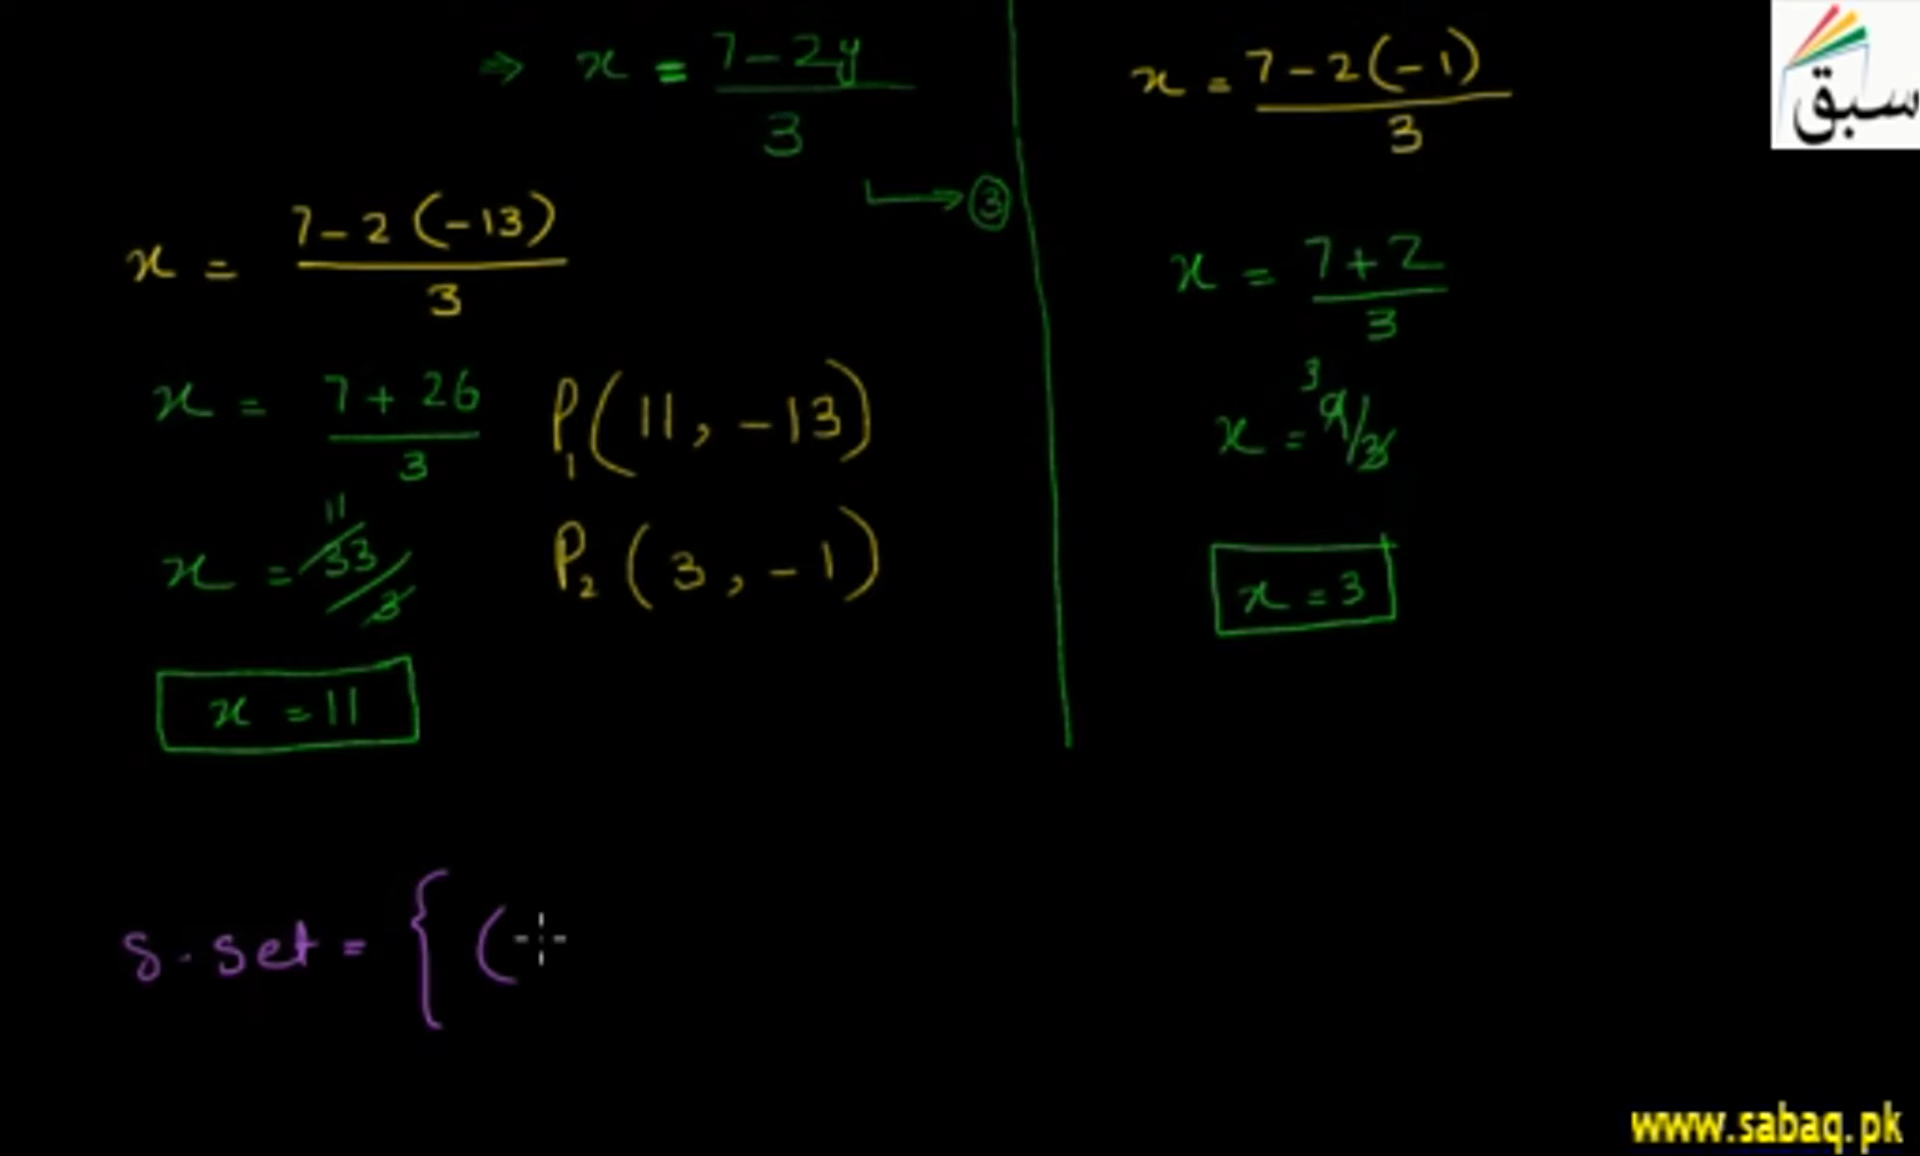 ⇒ x = 7-2y / 3
→ 3
x = 7-2(-13) / 3
x = 7+26 / 3
11
x = 33/3
x = 11
P1(11, -13)
P2(3, -1)
x = 7-2(-1) / 3
x = 7+2 / 3
3
x = 9/3
x = 3
S.set = { (
سبق
www.sabaq.pk